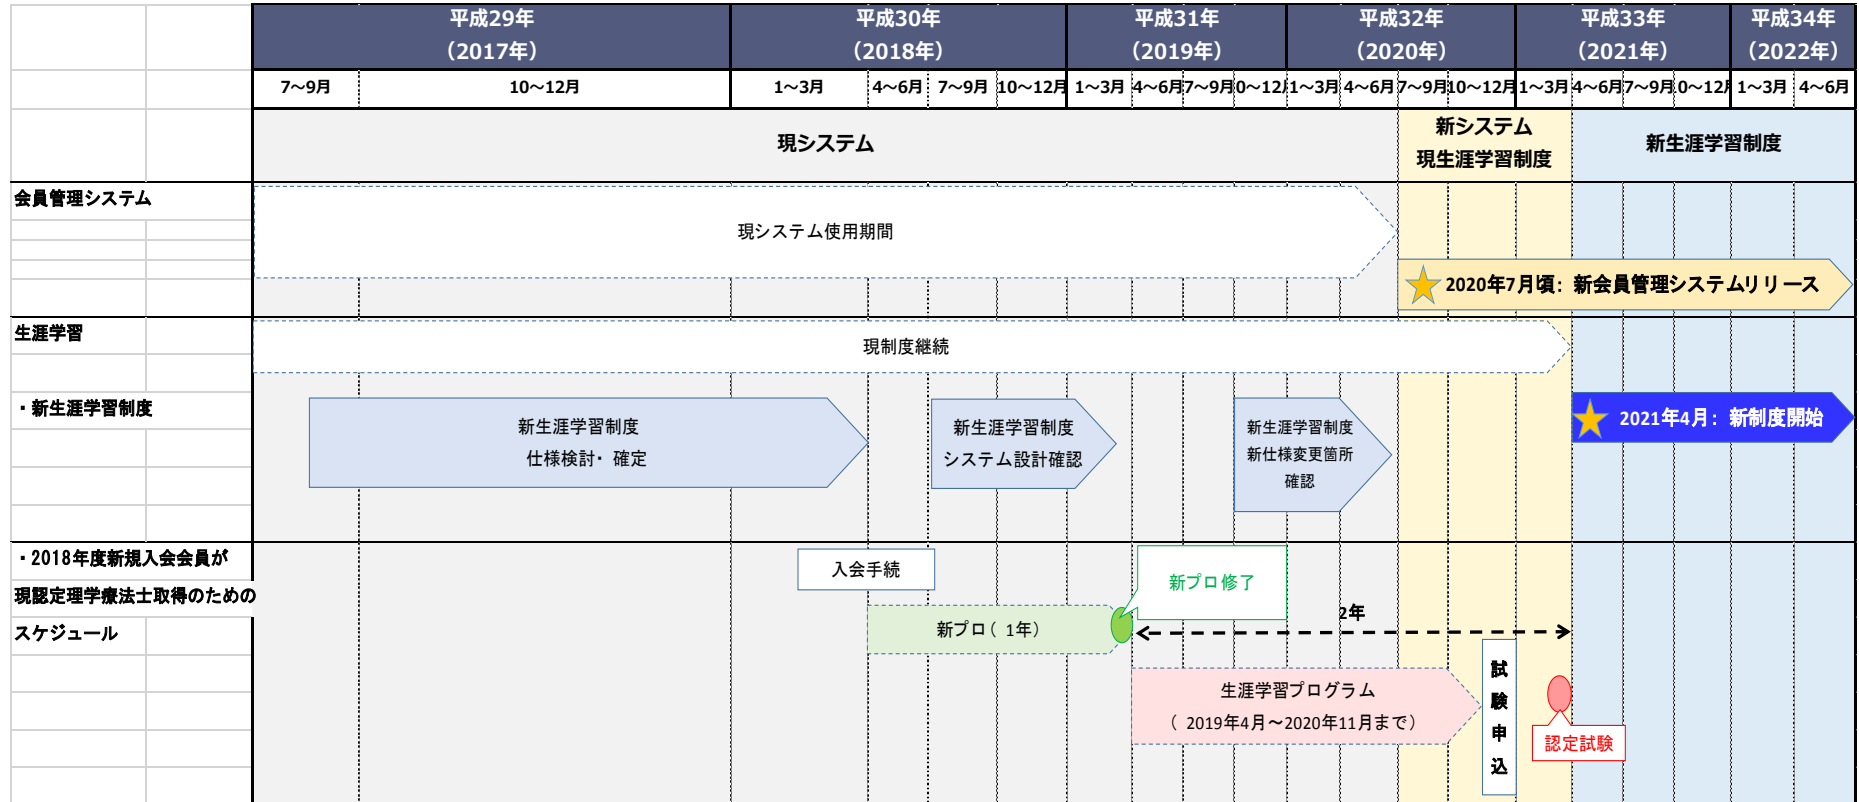 平成29年
（2017年）
平成30年
（2018年）
平成31年
（2019年）
平成32年
（2020年）
平成33年
（2021年）
平成34年
（2022年）
7～9月
10～12月
1～3月
4～6月
7～9月
10～12月
1～3月
4～6月
7～9月
0～12月
1～3月
4～6月
7～9月
10～12月
1～3月
4～6月
7～9月
0～12月
1～3月
4～6月
現システム
新システム
現生涯学習制度
新生涯学習制度
会員管理システム
現システム使用期間
2020年7月頃：新会員管理システムリリース
生涯学習
現制度継続
・新生涯学習制度
新生涯学習制度
仕様検討・確定
新生涯学習制度
システム設計確認
新生涯学習制度
新仕様変更箇所
確認
2021年4月：新制度開始
・2018年度新規入会会員が
現認定理学療法士取得のための
スケジュール
入会手続
新プロ修了
新プロ（1年）
2年
生涯学習プログラム
（2019年4月～2020年11月まで）
試験申込
認定試験